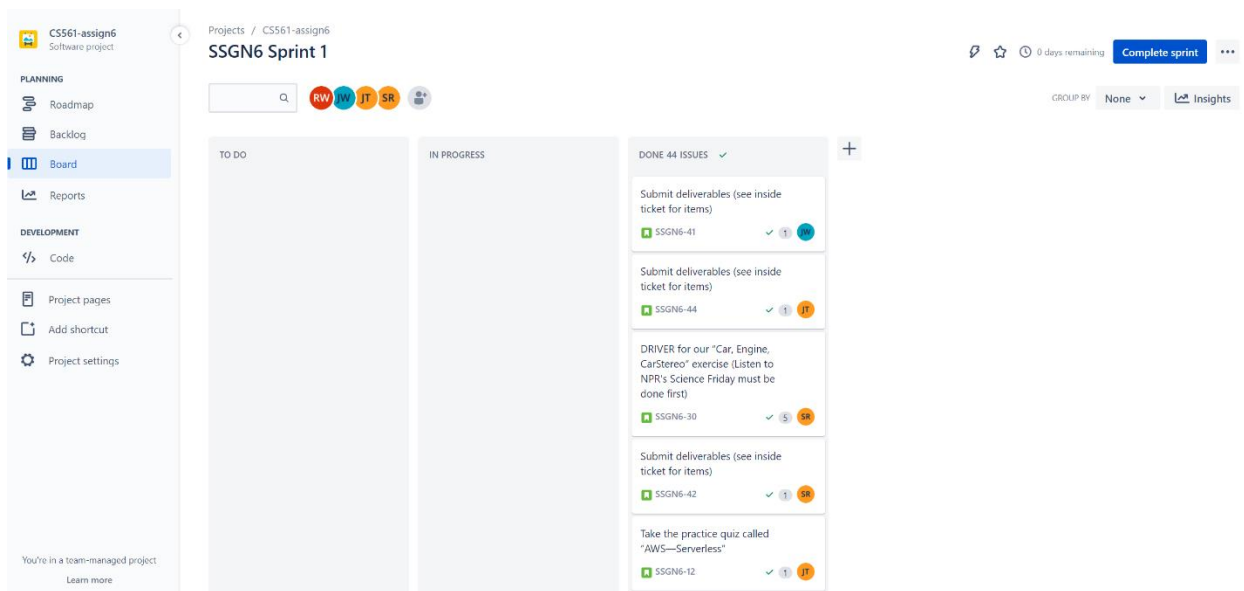 CS561-assign6
Software project
PLANNING
Roadmap
Backlog
Board
Reports
DEVELOPMENT
Code
Project pages
Add shortcut
Project settings
You're in a team-managed project
Learn more
Projects / CS561-assign6
SSGN6 Sprint 1
0 days remaining
Complete sprint
RW JW JT SR
GROUP BY
None
Insights
TO DO
IN PROGRESS
DONE 44 ISSUES
Submit deliverables (see inside
ticket for items)
SSGN6-41 1 JW
Submit deliverables (see inside
ticket for items)
SSGN6-44 1 JT
DRIVER for our "Car, Engine,
CarStereo" exercise (Listen to
NPR's Science Friday must be
done first)
SSGN6-30 5 SR
Submit deliverables (see inside
ticket for items)
SSGN6-42 1 SR
Take the practice quiz called
"AWS—Serverless"
SSGN6-12 1 JT